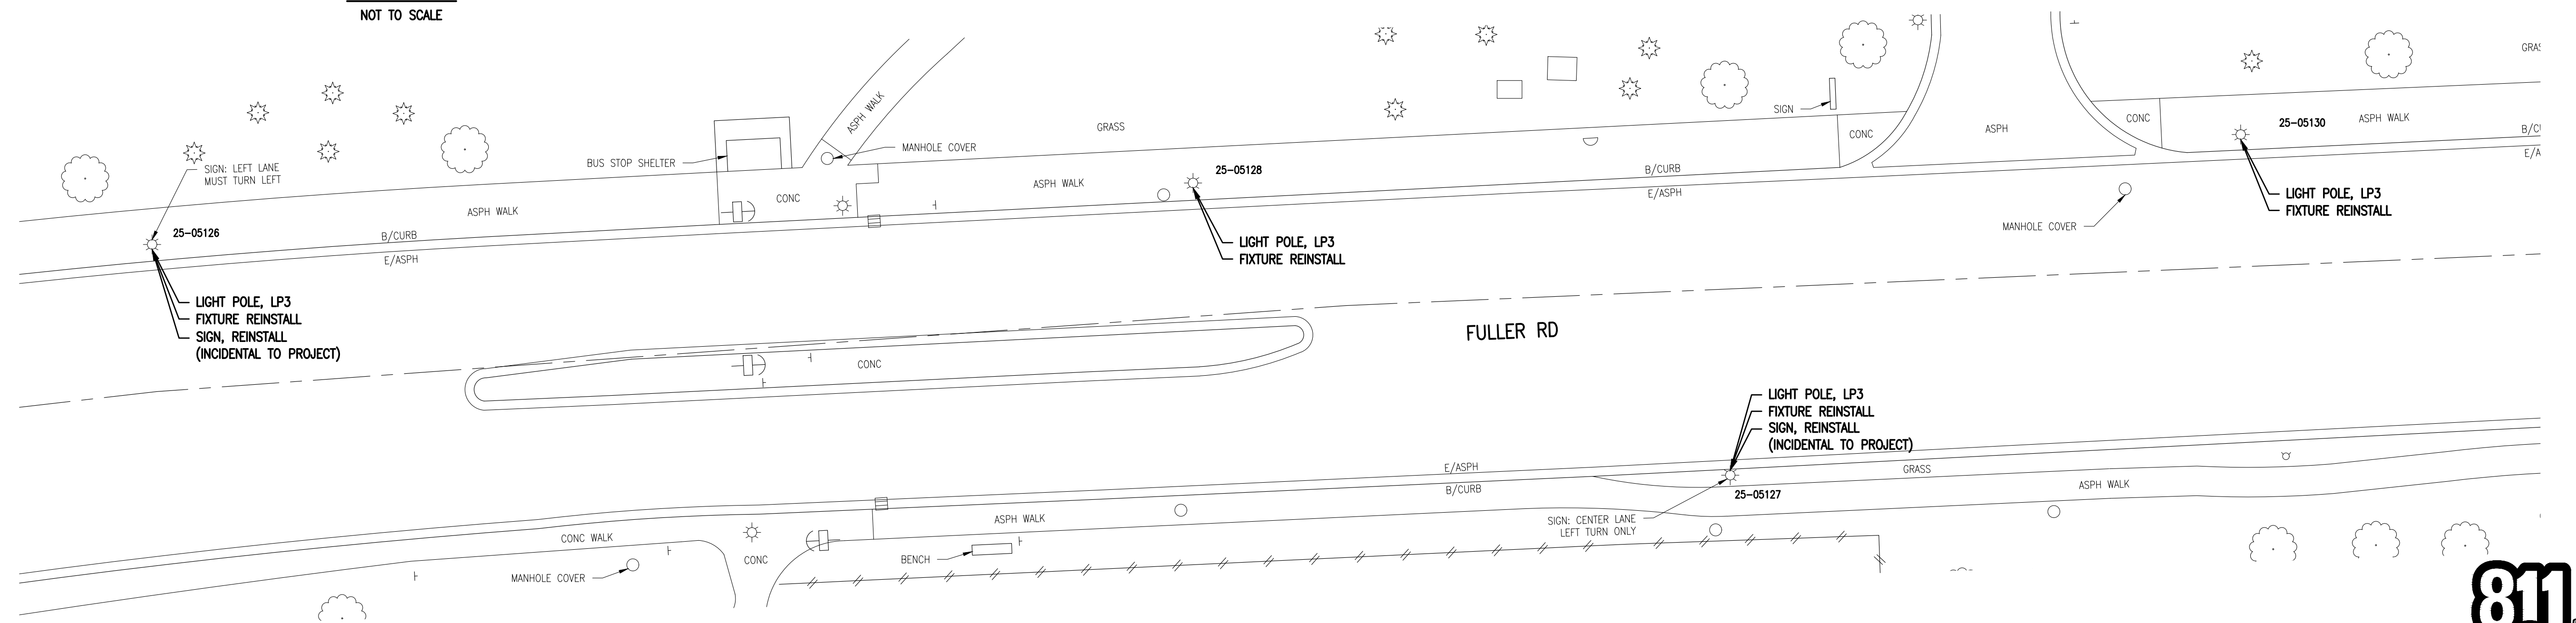 NOT TO SCALE
GRAS
SIGN
GRASS
ASPH WALK
CONC
ASPH
CONC
25-05130
ASPH WALK
B/CU
E/A
BUS STOP SHELTER
MANHOLE COVER
SIGN: LEFT LANE
MUST TURN LEFT
25-05128
B/CURB
E/ASPH
ASPH WALK
CONC
LIGHT POLE, LP3
FIXTURE REINSTALL
ASPH WALK
25-05126
B/CURB
E/ASPH
MANHOLE COVER
LIGHT POLE, LP3
FIXTURE REINSTALL
LIGHT POLE, LP3
FIXTURE REINSTALL
SIGN, REINSTALL
(INCIDENTAL TO PROJECT)
FULLER RD
CONC
LIGHT POLE, LP3
FIXTURE REINSTALL
SIGN, REINSTALL
(INCIDENTAL TO PROJECT)
E/ASPH
B/CURB
GRASS
ASPH WALK
25-05127
SIGN: CENTER LANE
LEFT TURN ONLY
ASPH WALK
CONC WALK
CONC
BENCH
MANHOLE COVER
811